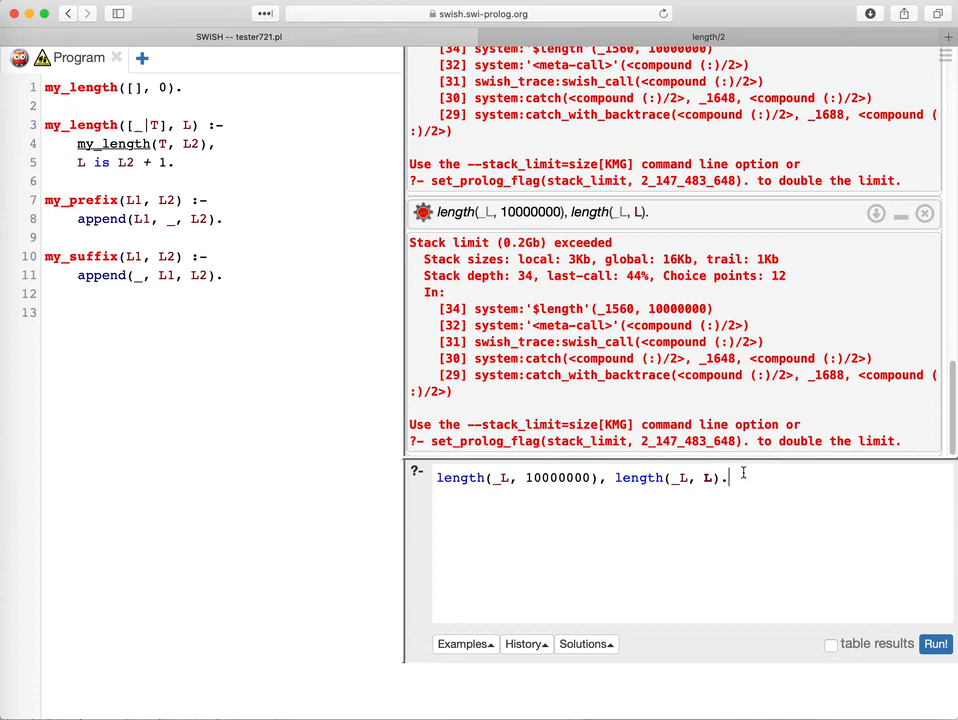 swish.swi-prolog.org
SWISH -- tester721.pl
length/2
Program
1 my_length([], 0).
2
3 my_length([_|T], L) :-
4 my_length(T, L2),
5 L is L2 + 1.
6
7 my_prefix(L1, L2) :-
8 append(L1, _, L2).
9
10 my_suffix(L1, L2) :-
11 append(_, L1, L2).
12
13
[34] system:'$length'(_1560, 10000000)
[32] system:'<meta-call>'(<compound (:)/2>)
[31] swish_trace:swish_call(<compound (:)/2>)
[30] system:catch(<compound (:)/2>, _1648, <compound (:)/2>)
[29] system:catch_with_backtrace(<compound (:)/2>, _1688, <compound (
:)/2>)
Use the --stack_limit=size[KMG] command line option or
?- set_prolog_flag(stack_limit, 2_147_483_648). to double the limit.
length(_L, 10000000), length(_L, L).
Stack limit (0.2Gb) exceeded
Stack sizes: local: 3Kb, global: 16Kb, trail: 1Kb
Stack depth: 34, last-call: 44%, Choice points: 12
In:
[34] system:'$length'(_1560, 10000000)
[32] system:'<meta-call>'(<compound (:)/2>)
[31] swish_trace:swish_call(<compound (:)/2>)
[30] system:catch(<compound (:)/2>, _1648, <compound (:)/2>)
[29] system:catch_with_backtrace(<compound (:)/2>, _1688, <compound (
:)/2>)
Use the --stack_limit=size[KMG] command line option or
?- set_prolog_flag(stack_limit, 2_147_483_648). to double the limit.
?- length(_L, 10000000), length(_L, L).
Examples History Solutions table results Run!